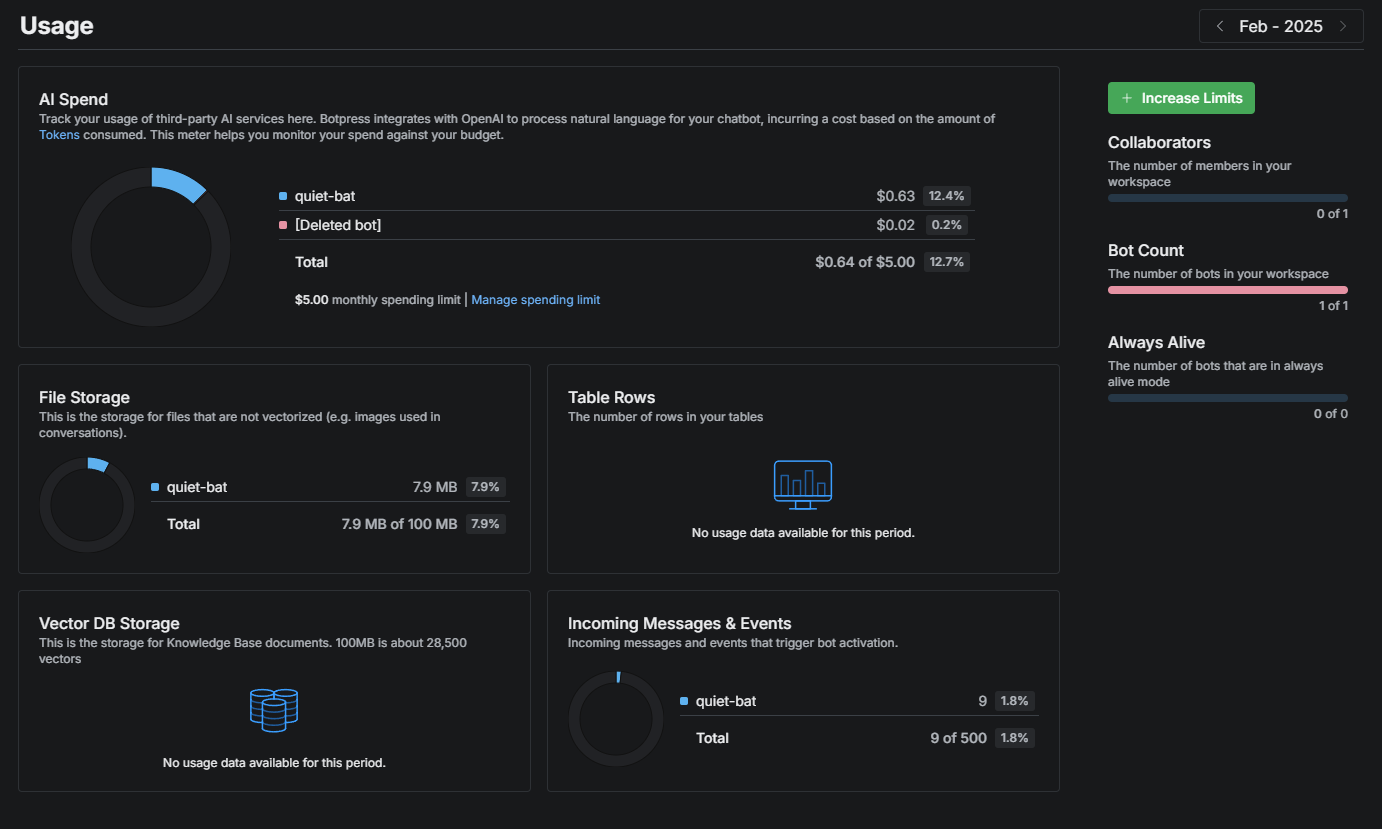 Usage
Feb - 2025
AI Spend
Track your usage of third-party AI services here. Botpress integrates with OpenAI to process natural language for your chatbot, incurring a cost based on the amount of
Tokens consumed. This meter helps you monitor your spend against your budget.
quiet-bat $0.63 12.4%
[Deleted bot] $0.02 0.2%
Total $0.64 of $5.00 12.7%
$5.00 monthly spending limit | Manage spending limit
+ Increase Limits
Collaborators
The number of members in your
workspace
0 of 1
Bot Count
The number of bots in your workspace
1 of 1
Always Alive
The number of bots that are in always
alive mode
0 of 0
File Storage
This is the storage for files that are not vectorized (e.g. images used in
conversations).
quiet-bat 7.9 MB 7.9%
Total 7.9 MB of 100 MB 7.9%
Table Rows
The number of rows in your tables
No usage data available for this period.
Vector DB Storage
This is the storage for Knowledge Base documents. 100MB is about 28,500
vectors
No usage data available for this period.
Incoming Messages & Events
Incoming messages and events that trigger bot activation.
quiet-bat 9 1.8%
Total 9 of 500 1.8%